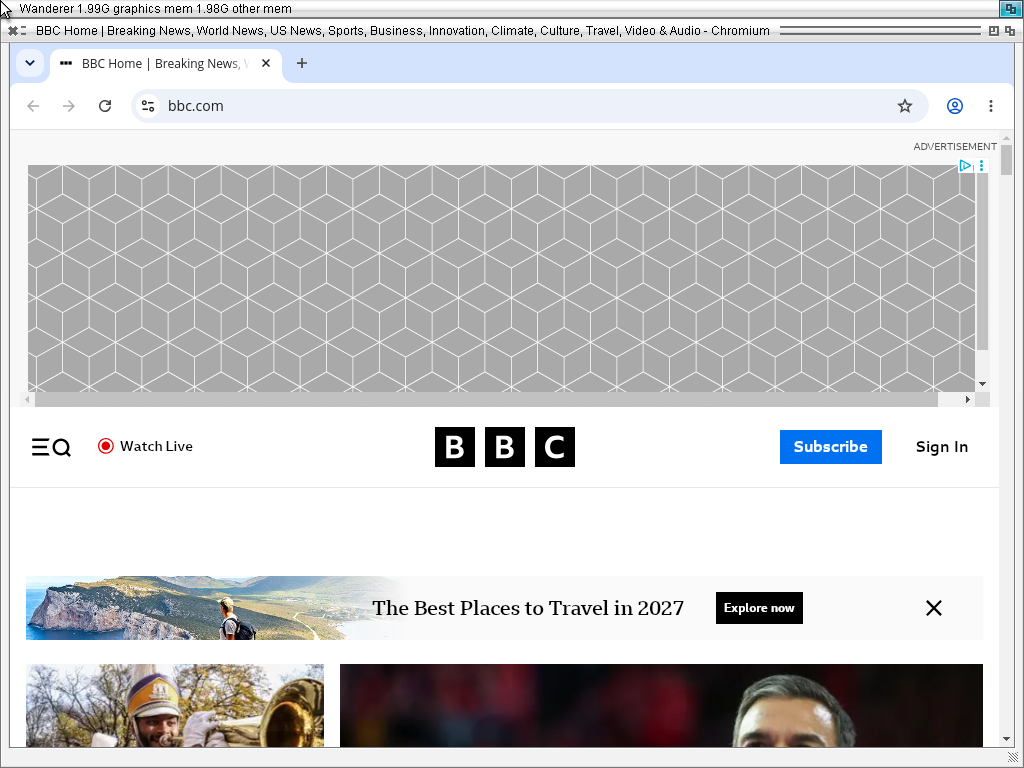 Wanderer 1.99G graphics mem 1.98G other mem
BBC Home | Breaking News, World News, US News, Sports, Business, Innovation, Climate, Culture, Travel, Video & Audio - Chromium
BBC Home | Breaking News,
bbc.com
ADVERTISEMENT
Watch Live
BBC
Subscribe
Sign In
The Best Places to Travel in 2027
Explore now